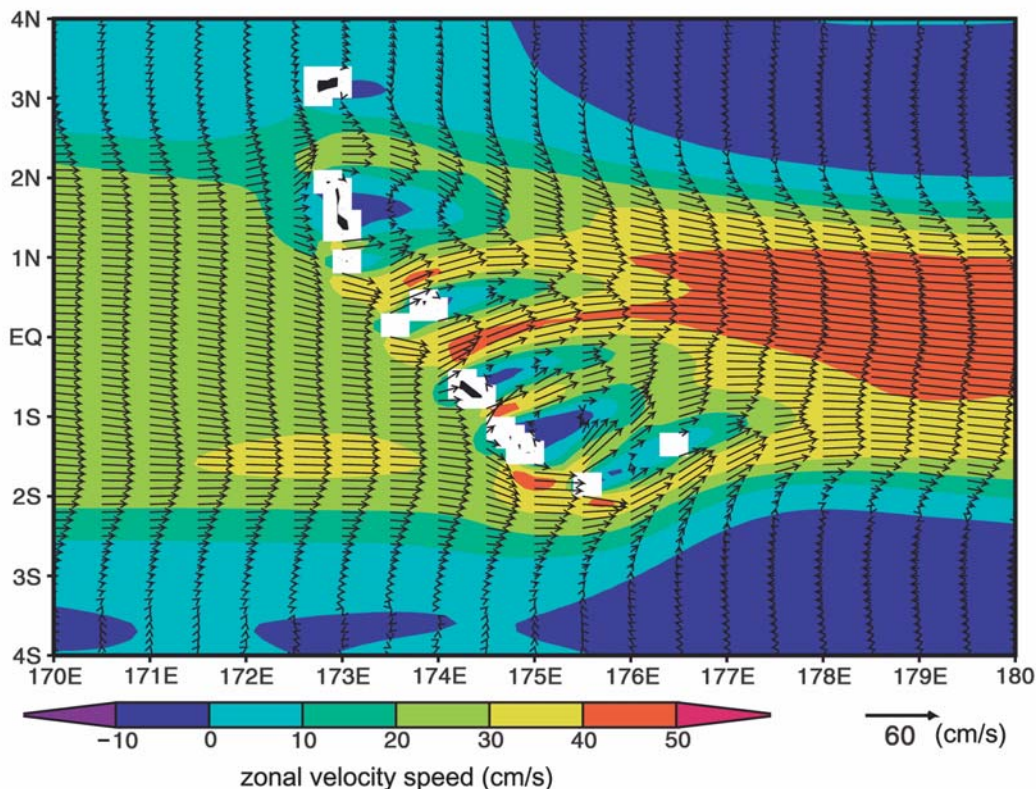 4N
3N
2N
1N
EQ
1S
2S
3S
4S
170E 171E 172E 173E 174E 175E 176E 177E 178E 179E 180
−10 0 10 20 30 40 50
60 (cm/s)
zonal velocity speed (cm/s)